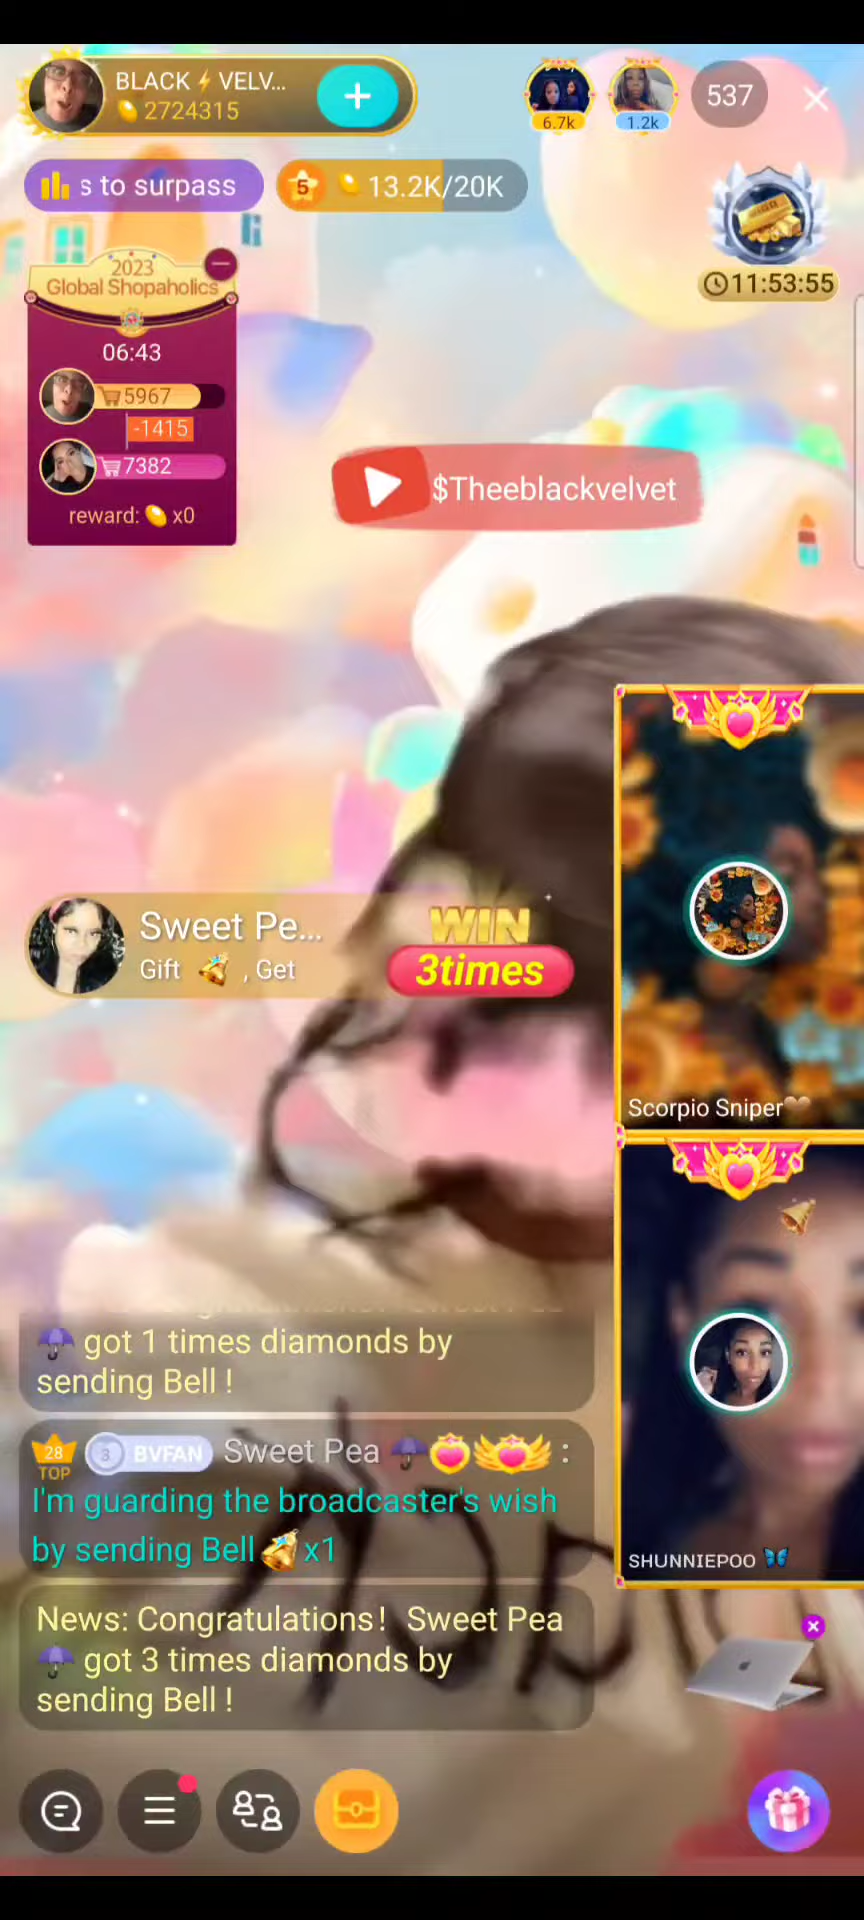 BLACK⚡VELV...
2724315
6.7k
1.2k
537
s to surpass
5
13.2K/20K
11:53:55
2023
Global Shopaholics
06:43
5967
-1415
7382
reward: x0
$Theeblackvelvet
Sweet Pe...
Gift , Get
WIN
3times
Scorpio Sniper🤎
got 1 times diamonds by
sending Bell !
28
TOP
3 BVFAN Sweet Pea ☂ :
I'm guarding the broadcaster's wish
by sending Bell x1
News: Congratulations! Sweet Pea
☂ got 3 times diamonds by
sending Bell !
SHUNNIEPOO 🦋